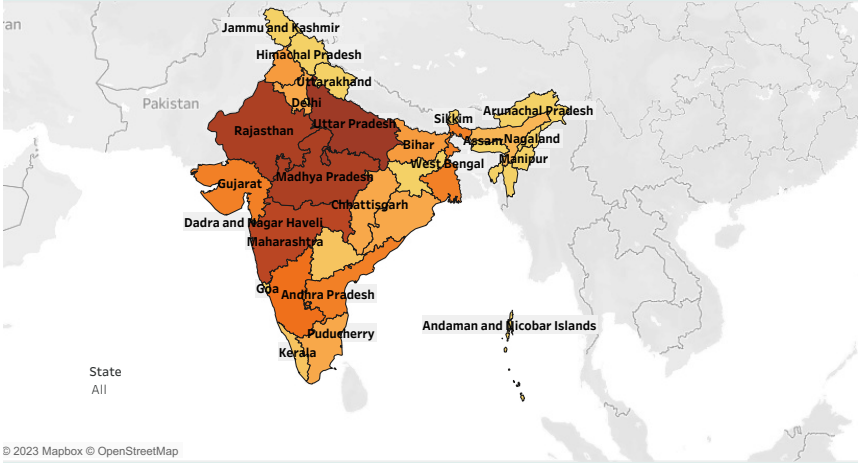 ran
Jammu and Kashmir
Himachal Pradesh
Uttarakhand
Pakistan
Delhi
Sikkim
Arunachal Pradesh
Rajasthan
Uttar Pradesh
Assam
Nagaland
Bihar
West Bengal
Manipur
Gujarat
Madhya Pradesh
Chhattisgarh
Dadra and Nagar Haveli
Maharashtra
Goa
Andhra Pradesh
Andaman and Nicobar Islands
Puducherry
Kerala
State
All
© 2023 Mapbox © OpenStreetMap